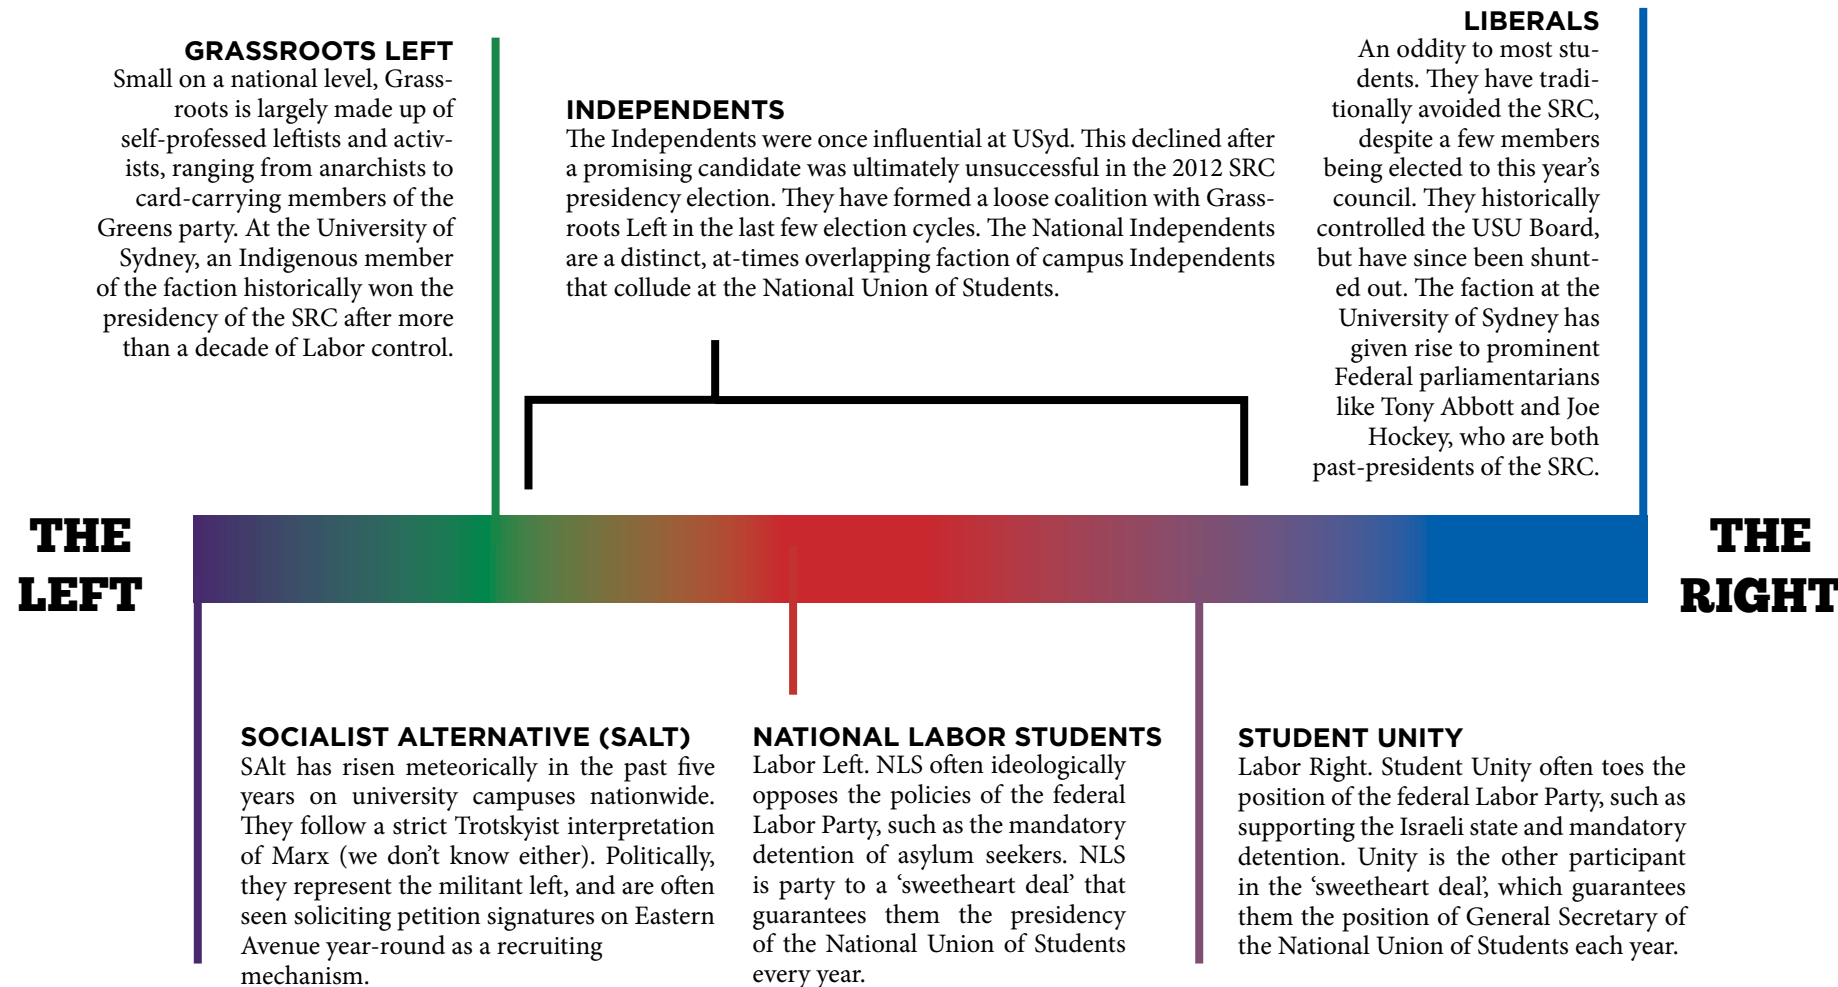 GRASSROOTS LEFT
Small on a national level, Grass-
roots is largely made up of
self-professed leftists and activ-
ists, ranging from anarchists to
card-carrying members of the
Greens party. At the University of
Sydney, an Indigenous member
of the faction historically won the
presidency of the SRC after more
than a decade of Labor control.
INDEPENDENTS
The Independents were once influential at USyd. This declined after
a promising candidate was ultimately unsuccessful in the 2012 SRC
presidency election. They have formed a loose coalition with Grass-
roots Left in the last few election cycles. The National Independents
are a distinct, at-times overlapping faction of campus Independents
that collude at the National Union of Students.
LIBERALS
An oddity to most stu-
dents. They have tradi-
tionally avoided the SRC,
despite a few members
being elected to this year's
council. They historically
controlled the USU Board,
but have since been shunt-
ed out. The faction at the
University of Sydney has
given rise to prominent
Federal parliamentarians
like Tony Abbott and Joe
Hockey, who are both
past-presidents of the SRC.
THE
LEFT
THE
RIGHT
SOCIALIST ALTERNATIVE (SALT)
SAlt has risen meteorically in the past five
years on university campuses nationwide.
They follow a strict Trotskyist interpretation
of Marx (we don't know either). Politically,
they represent the militant left, and are often
seen soliciting petition signatures on Eastern
Avenue year-round as a recruiting
mechanism.
NATIONAL LABOR STUDENTS
Labor Left. NLS often ideologically
opposes the policies of the federal
Labor Party, such as the mandatory
detention of asylum seekers. NLS
is party to a 'sweetheart deal' that
guarantees them the presidency
of the National Union of Students
every year.
STUDENT UNITY
Labor Right. Student Unity often toes the
position of the federal Labor Party, such as
supporting the Israeli state and mandatory
detention. Unity is the other participant
in the 'sweetheart deal', which guarantees
them the position of General Secretary of
the National Union of Students each year.